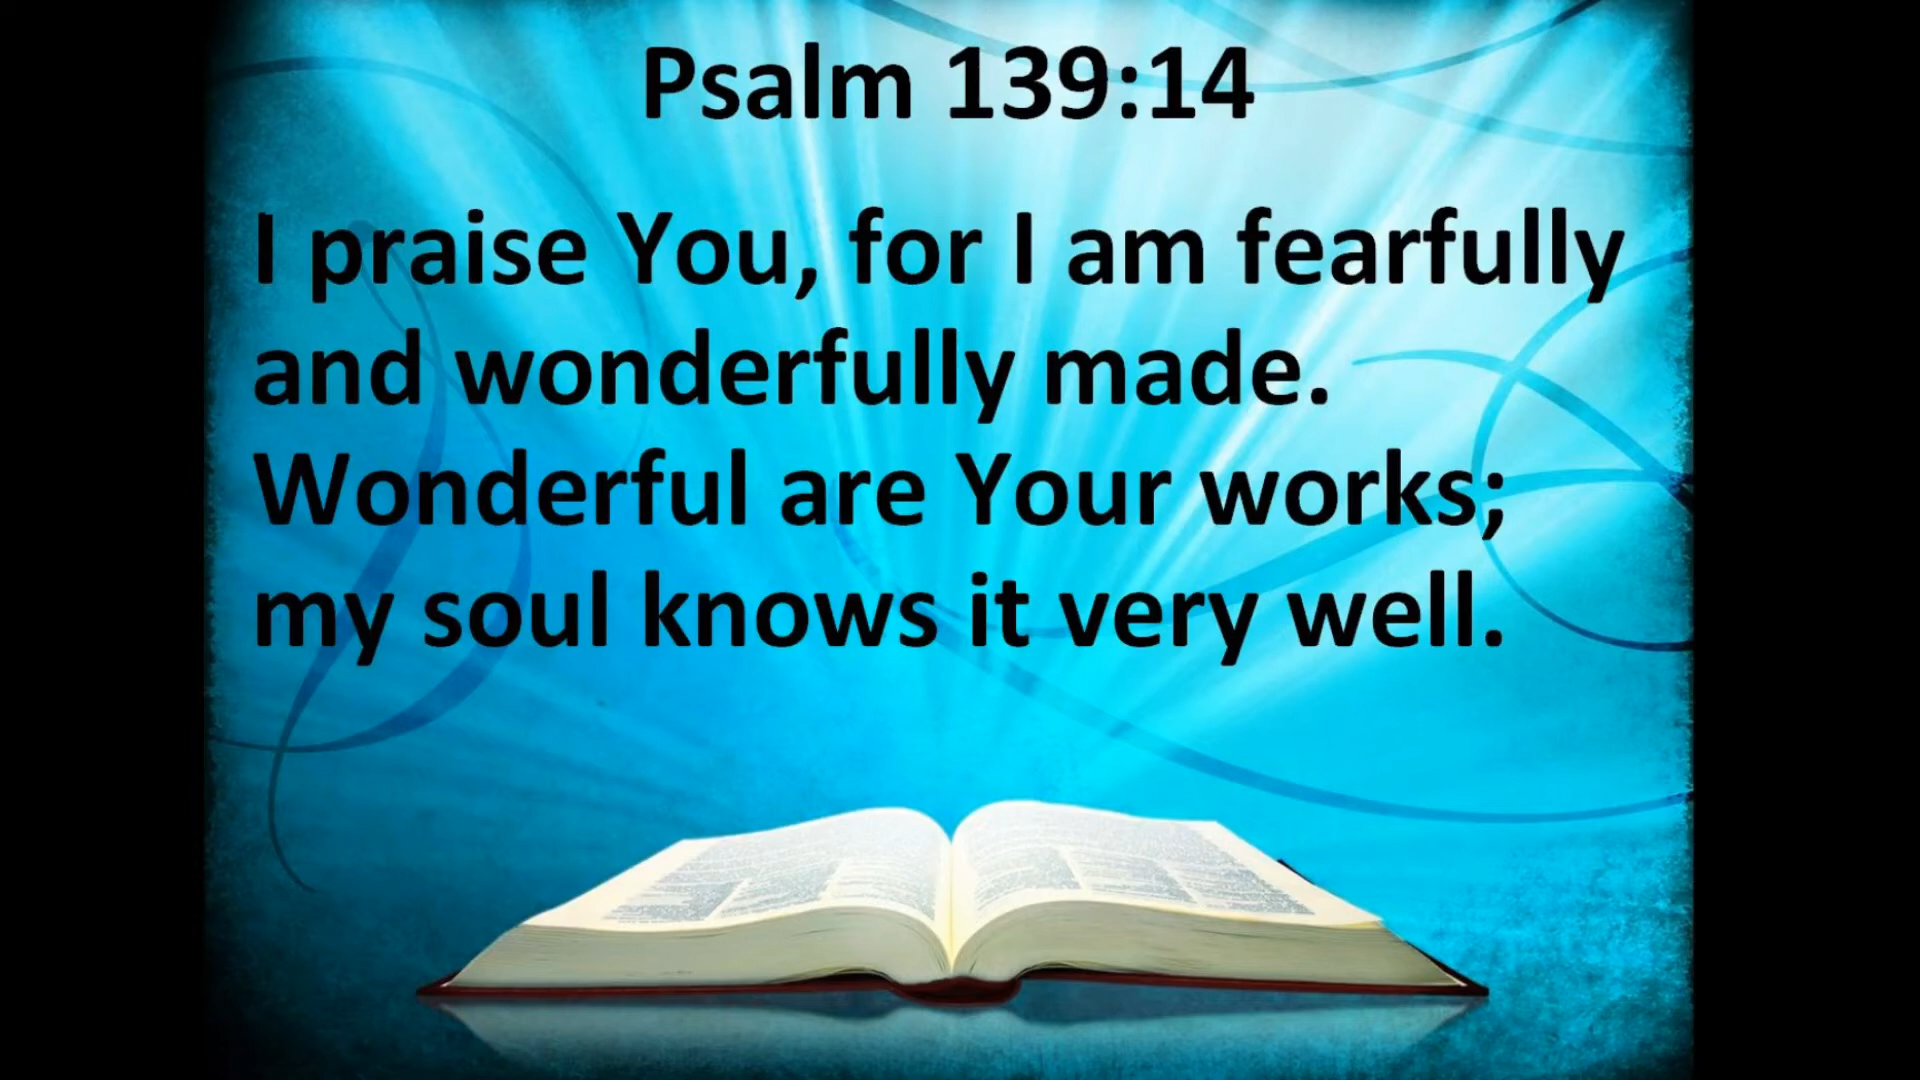 Psalm 139:14
I praise You, for I am fearfully
and wonderfully made.
Wonderful are Your works;
my soul knows it very well.